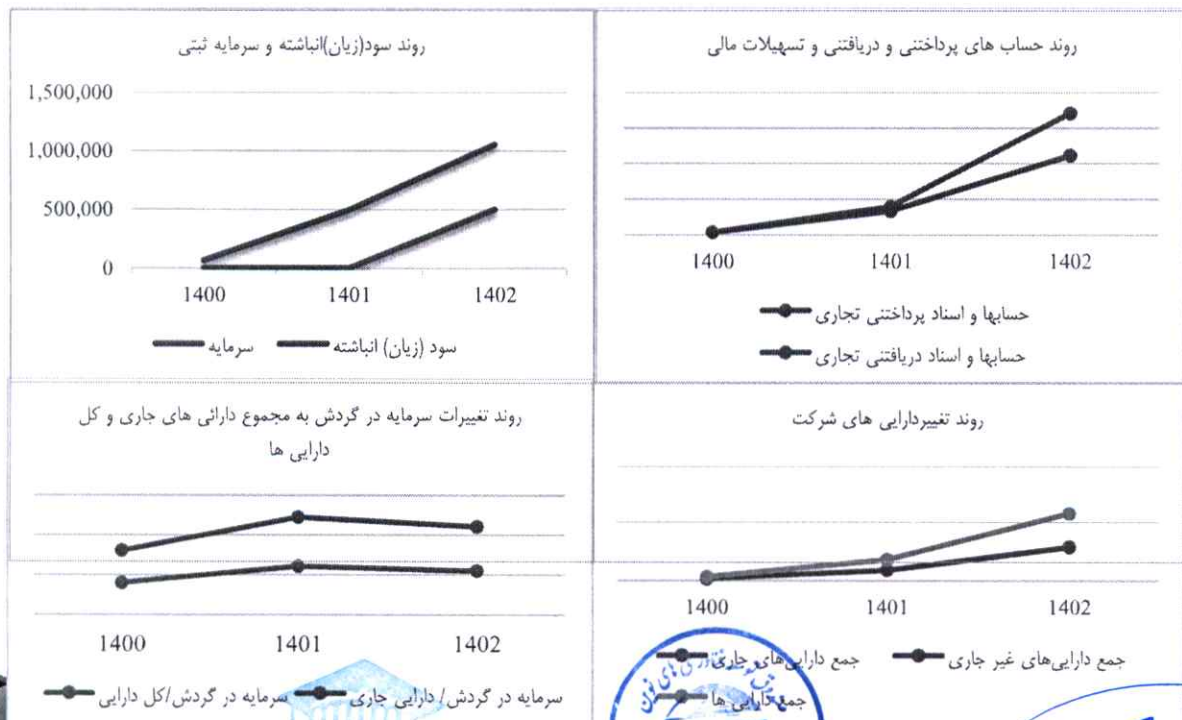 روند سود(زیان)انباشته و سرمایه ثبتی
1,500,000
1,000,000
500,000
0
1400 1401 1402
سود (زیان) انباشته سرمایه
روند حساب های پرداختنی و دریافتنی و تسهیلات مالی
1400 1401 1402
حسابها و اسناد پرداختنی تجاری
حسابها و اسناد دریافتنی تجاری
روند تغییرات سرمایه در گردش به مجموع دارائی های جاری و کل
دارایی ها
1400 1401 1402
سرمایه در گردش/ دارایی جاری سرمایه در گردش/کل دارایی
روند تغییردارایی های شرکت
1400 1401 1402
جمع دارایی‌های غیر جاری جمع دارایی‌های جاری
جمع دارایی ها